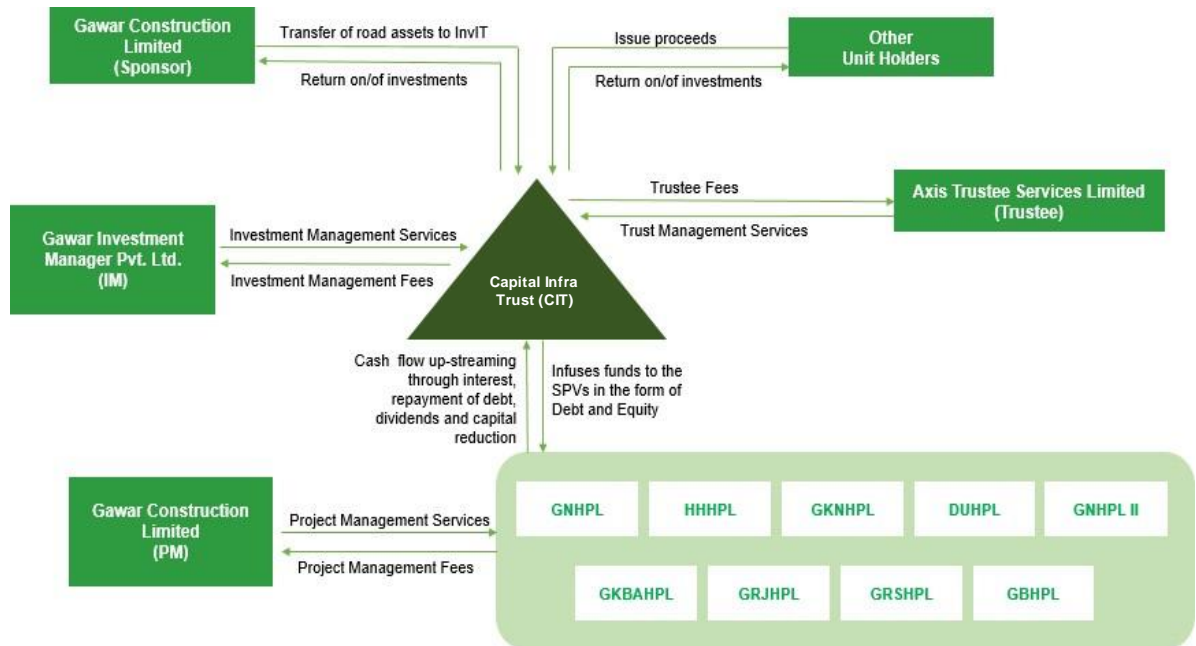 Gawar Construction
Limited
(Sponsor)
Transfer of road assets to InvIT
Return on/of investments
Issue proceeds
Return on/of investments
Other
Unit Holders
Gawar Investment
Manager Pvt. Ltd.
(IM)
Investment Management Services
Investment Management Fees
Capital Infra
Trust (CIT)
Trustee Fees
Trust Management Services
Axis Trustee Services Limited
(Trustee)
Cash flow up-streaming
through interest,
repayment of debt,
dividends and capital
reduction
Infuses funds to the
SPVs in the form of
Debt and Equity
Gawar Construction
Limited
(PM)
Project Management Services
Project Management Fees
GNHPL
HHHPL
GKNHPL
DUHPL
GNHPL II
GKBAHPL
GRJHPL
GRSHPL
GBHPL